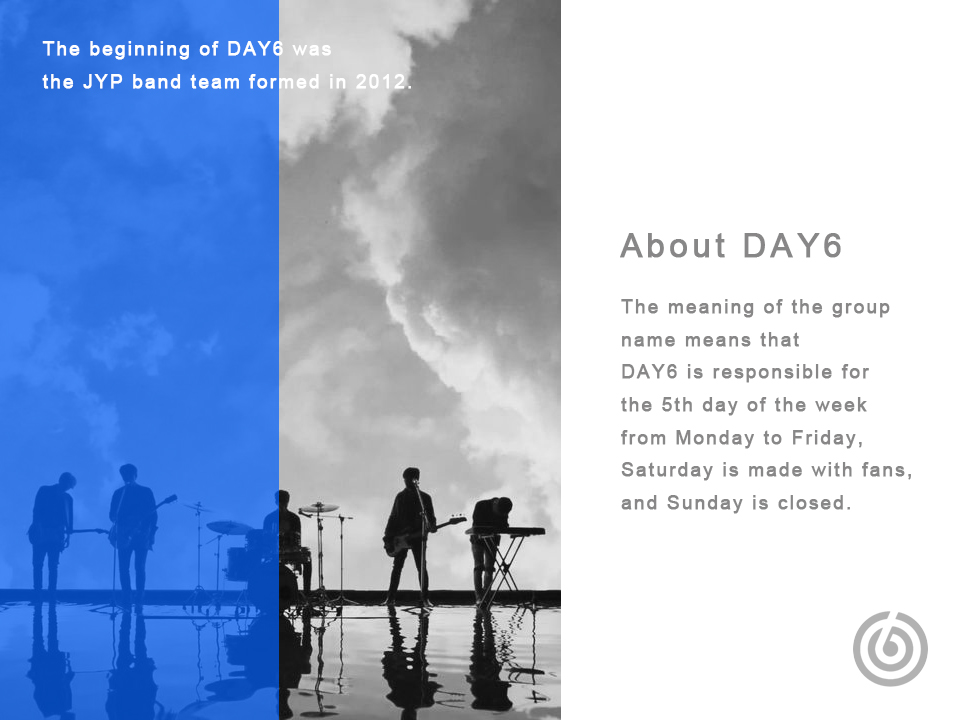 The beginning of DAY6 was
the JYP band team formed in 2012.
About DAY6
The meaning of the group
name means that
DAY6 is responsible for
the 5th day of the week
from Monday to Friday,
Saturday is made with fans,
and Sunday is closed.